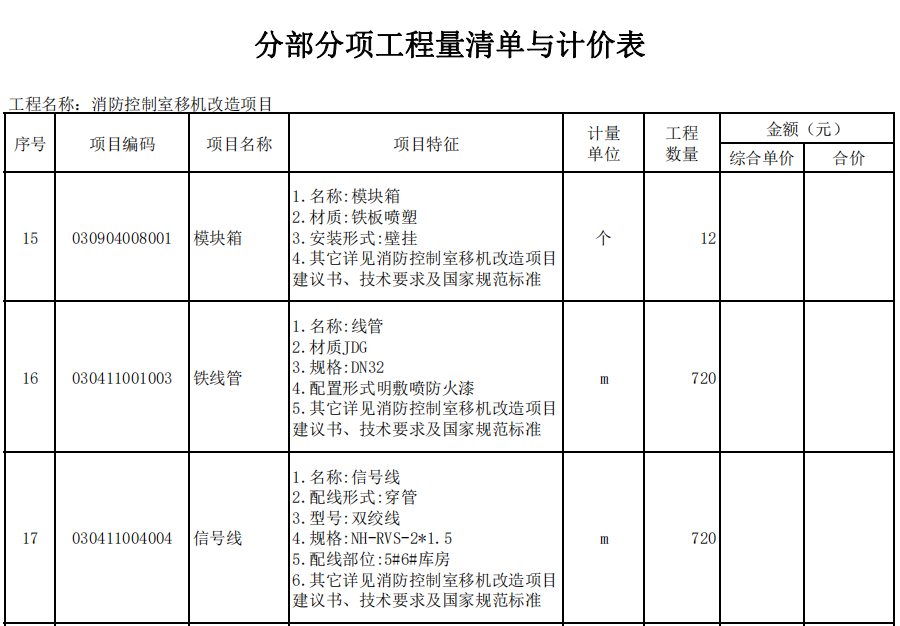 分部分项工程量清单与计价表
工程名称：消防控制室移机改造项目
序号 项目编码 项目名称 项目特征 计量单位 工程数量 金额（元）
综合单价 合价
15 030904008001 模块箱
1.名称:模块箱
2.材质:铁板喷塑
3.安装形式:壁挂
4.其它详见消防控制室移机改造项目
建议书、技术要求及国家规范标准
个 12
16 030411001003 铁线管
1.名称:线管
2.材质JDG
3.规格:DN32
4.配置形式明敷喷防火漆
5.其它详见消防控制室移机改造项目
建议书、技术要求及国家规范标准
m 720
17 030411004004 信号线
1.名称:信号线
2.配线形式:穿管
3.型号:双绞线
4.规格:NH-RVS-2*1.5
5.配线部位:5#6#库房
6.其它详见消防控制室移机改造项目
建议书、技术要求及国家规范标准
m 720